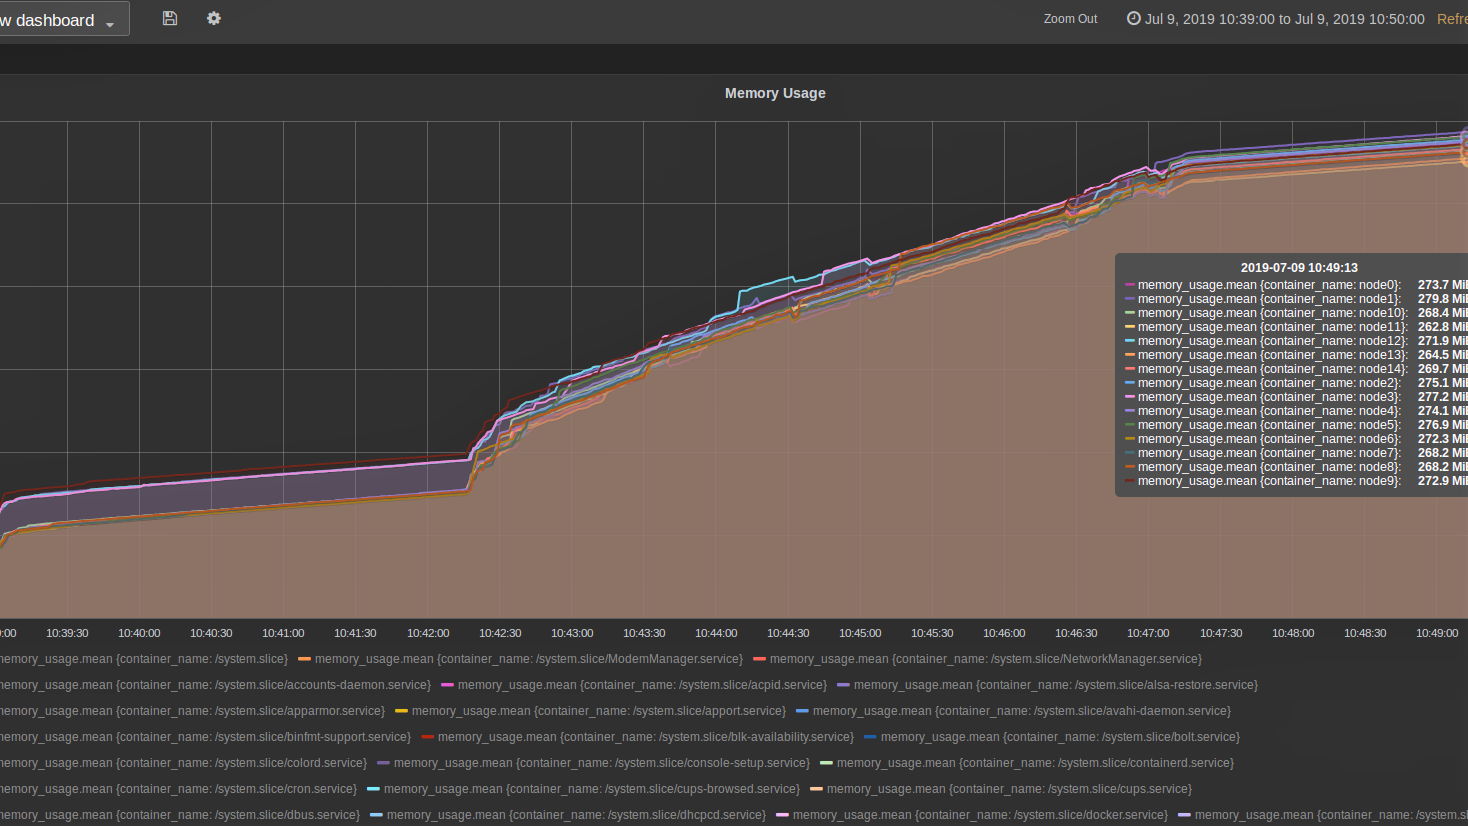 w dashboard
Zoom Out Jul 9, 2019 10:39:00 to Jul 9, 2019 10:50:00 Refre
Memory Usage
2019-07-09 10:49:13
memory_usage.mean {container_name: node0}: 273.7 Mi
memory_usage.mean {container_name: node1}: 279.8 Mi
memory_usage.mean {container_name: node10}: 268.4 Mi
memory_usage.mean {container_name: node11}: 262.8 Mi
memory_usage.mean {container_name: node12}: 271.9 Mi
memory_usage.mean {container_name: node13}: 264.5 Mi
memory_usage.mean {container_name: node14}: 269.7 Mi
memory_usage.mean {container_name: node2}: 275.1 Mi
memory_usage.mean {container_name: node3}: 277.2 Mi
memory_usage.mean {container_name: node4}: 274.1 Mi
memory_usage.mean {container_name: node5}: 276.9 Mi
memory_usage.mean {container_name: node6}: 272.3 Mi
memory_usage.mean {container_name: node7}: 268.2 Mi
memory_usage.mean {container_name: node8}: 268.2 Mi
memory_usage.mean {container_name: node9}: 272.9 Mi
:00 10:39:30 10:40:00 10:40:30 10:41:00 10:41:30 10:42:00 10:42:30 10:43:00 10:43:30 10:44:00 10:44:30 10:45:00 10:45:30 10:46:00 10:46:30 10:47:00 10:47:30 10:48:00 10:48:30 10:49:00
memory_usage.mean {container_name: /system.slice} memory_usage.mean {container_name: /system.slice/ModemManager.service} memory_usage.mean {container_name: /system.slice/NetworkManager.service}
memory_usage.mean {container_name: /system.slice/accounts-daemon.service} memory_usage.mean {container_name: /system.slice/acpid.service} memory_usage.mean {container_name: /system.slice/alsa-restore.service}
memory_usage.mean {container_name: /system.slice/apparmor.service} memory_usage.mean {container_name: /system.slice/apport.service} memory_usage.mean {container_name: /system.slice/avahi-daemon.service}
memory_usage.mean {container_name: /system.slice/binfmt-support.service} memory_usage.mean {container_name: /system.slice/blk-availability.service} memory_usage.mean {container_name: /system.slice/bolt.service}
memory_usage.mean {container_name: /system.slice/colord.service} memory_usage.mean {container_name: /system.slice/console-setup.service} memory_usage.mean {container_name: /system.slice/containerd.service}
memory_usage.mean {container_name: /system.slice/cron.service} memory_usage.mean {container_name: /system.slice/cups-browsed.service} memory_usage.mean {container_name: /system.slice/cups.service}
memory_usage.mean {container_name: /system.slice/dbus.service} memory_usage.mean {container_name: /system.slice/dhcpcd.service} memory_usage.mean {container_name: /system.slice/docker.service} memory_usage.mean {container_name: /system.sl